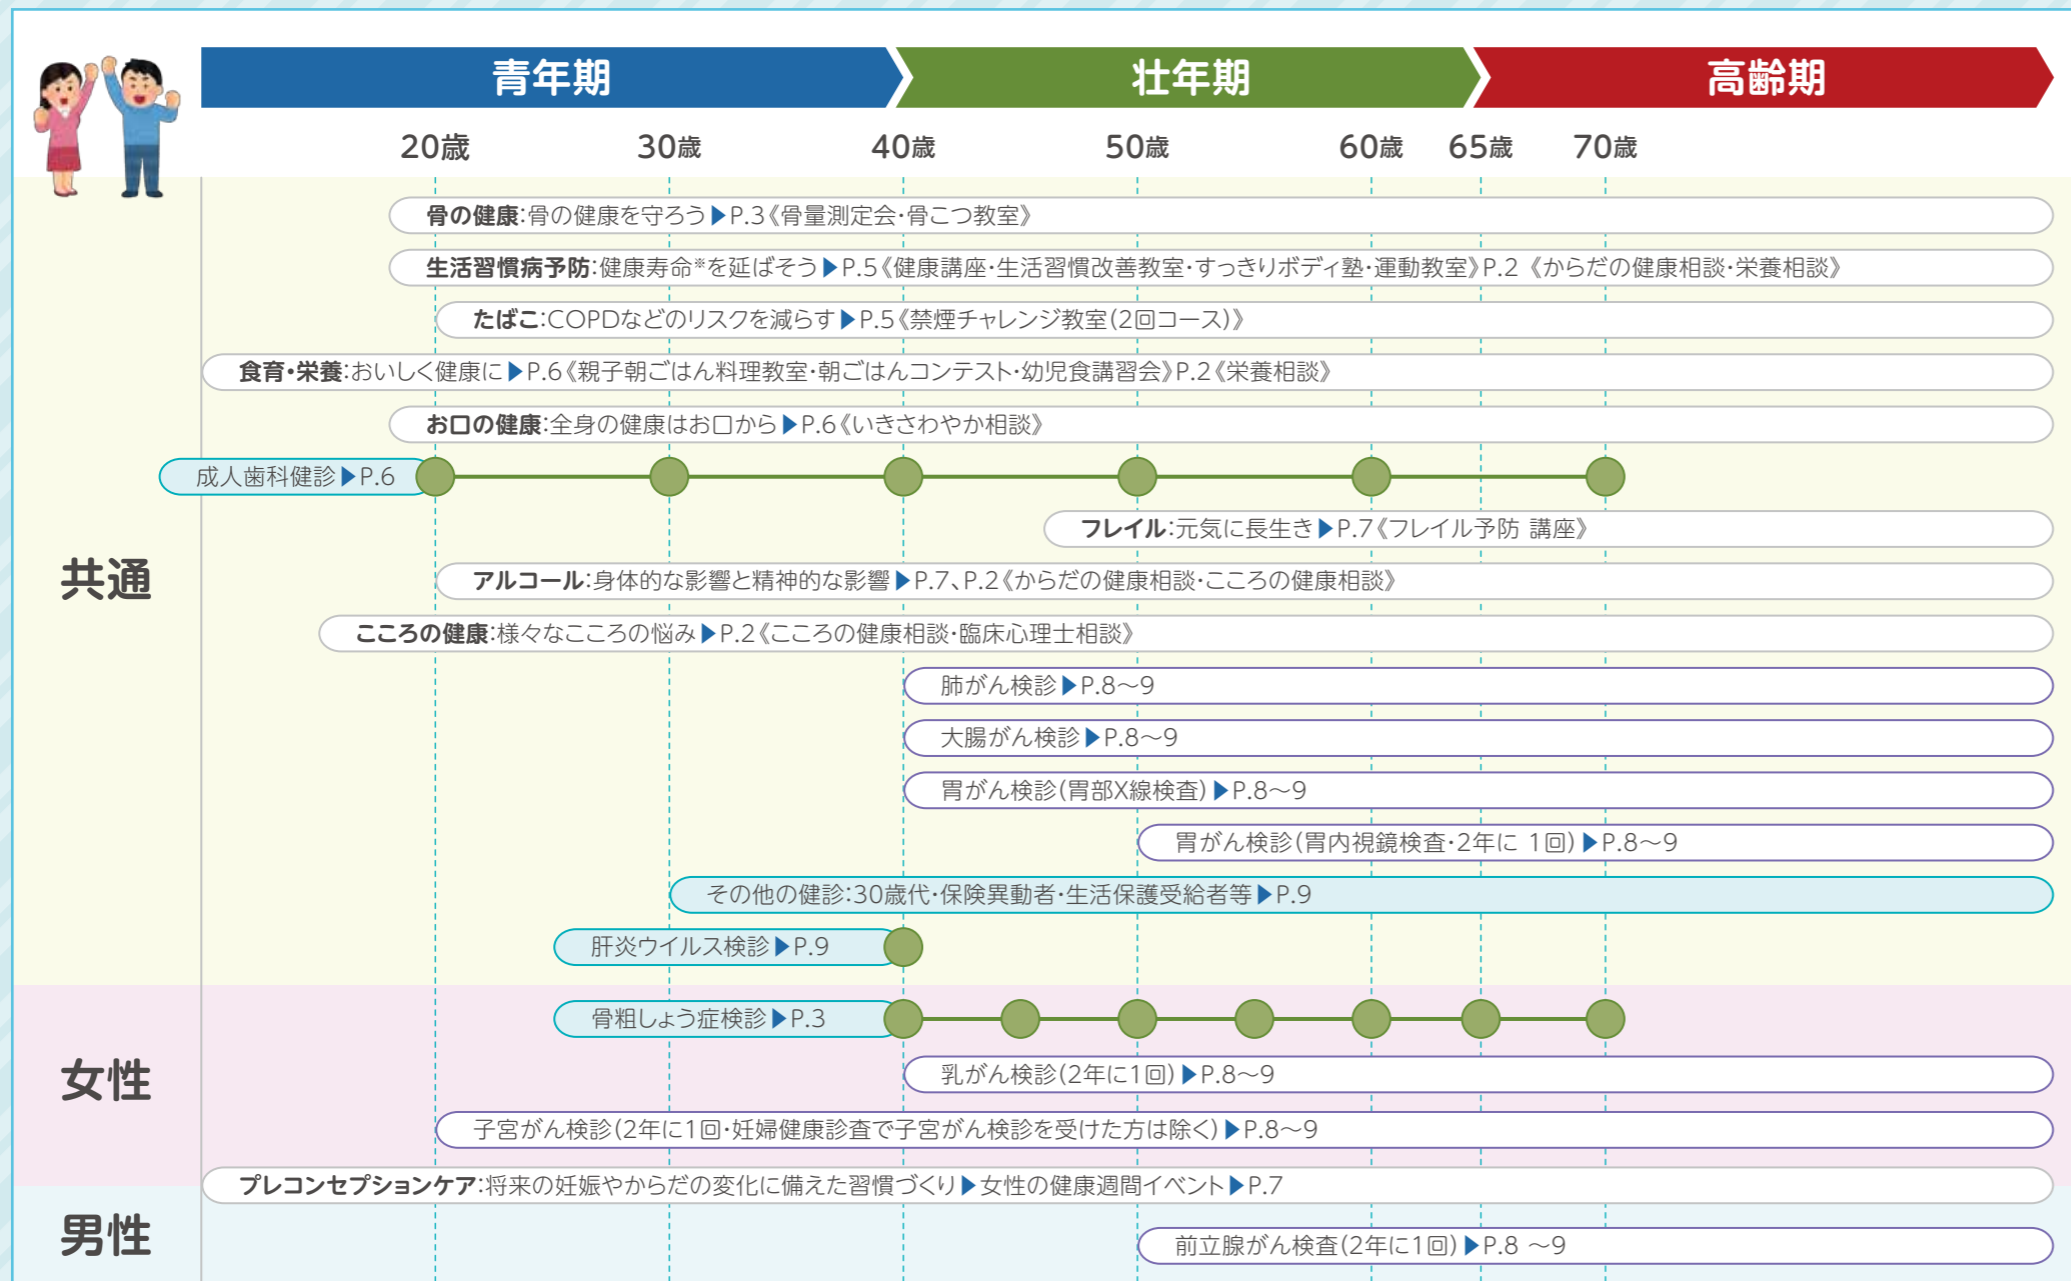 青年期 壮年期 高齢期
20歳 30歳 40歳 50歳 60歳 65歳 70歳
共通
骨の健康:骨の健康を守ろう▶P.3《骨量測定会・骨こつ教室》
生活習慣病予防:健康寿命※を延ばそう▶P.5《健康講座・生活習慣改善教室・すっきりボディ塾・運動教室》P.2 《からだの健康相談・栄養相談》
たばこ:COPDなどのリスクを減らす▶P.5《禁煙チャレンジ教室(2回コース)》
食育・栄養:おいしく健康に▶P.6《親子朝ごはん料理教室・朝ごはんコンテスト・幼児食講習会》P.2《栄養相談》
お口の健康:全身の健康はお口から▶P.6《いきさわやか相談》
成人歯科健診▶P.6
フレイル:元気に長生き▶P.7《フレイル予防 講座》
アルコール:身体的な影響と精神的な影響▶P.7、P.2《からだの健康相談・こころの健康相談》
こころの健康:様々なこころの悩み▶P.2《こころの健康相談・臨床心理士相談》
肺がん検診▶P.8～9
大腸がん検診▶P.8～9
胃がん検診(胃部X線検査)▶P.8～9
胃がん検診(胃内視鏡検査・2年に 1回)▶P.8～9
その他の健診:30歳代・保険異動者・生活保護受給者等▶P.9
肝炎ウイルス検診▶P.9
女性
骨粗しょう症検診▶P.3
乳がん検診(2年に1回)▶P.8～9
子宮がん検診(2年に1回・妊婦健康診査で子宮がん検診を受けた方は除く)▶P.8～9
プレコンセプションケア:将来の妊娠やからだの変化に備えた習慣づくり▶女性の健康週間イベント▶P.7
男性
前立腺がん検査(2年に1回)▶P.8 ～9